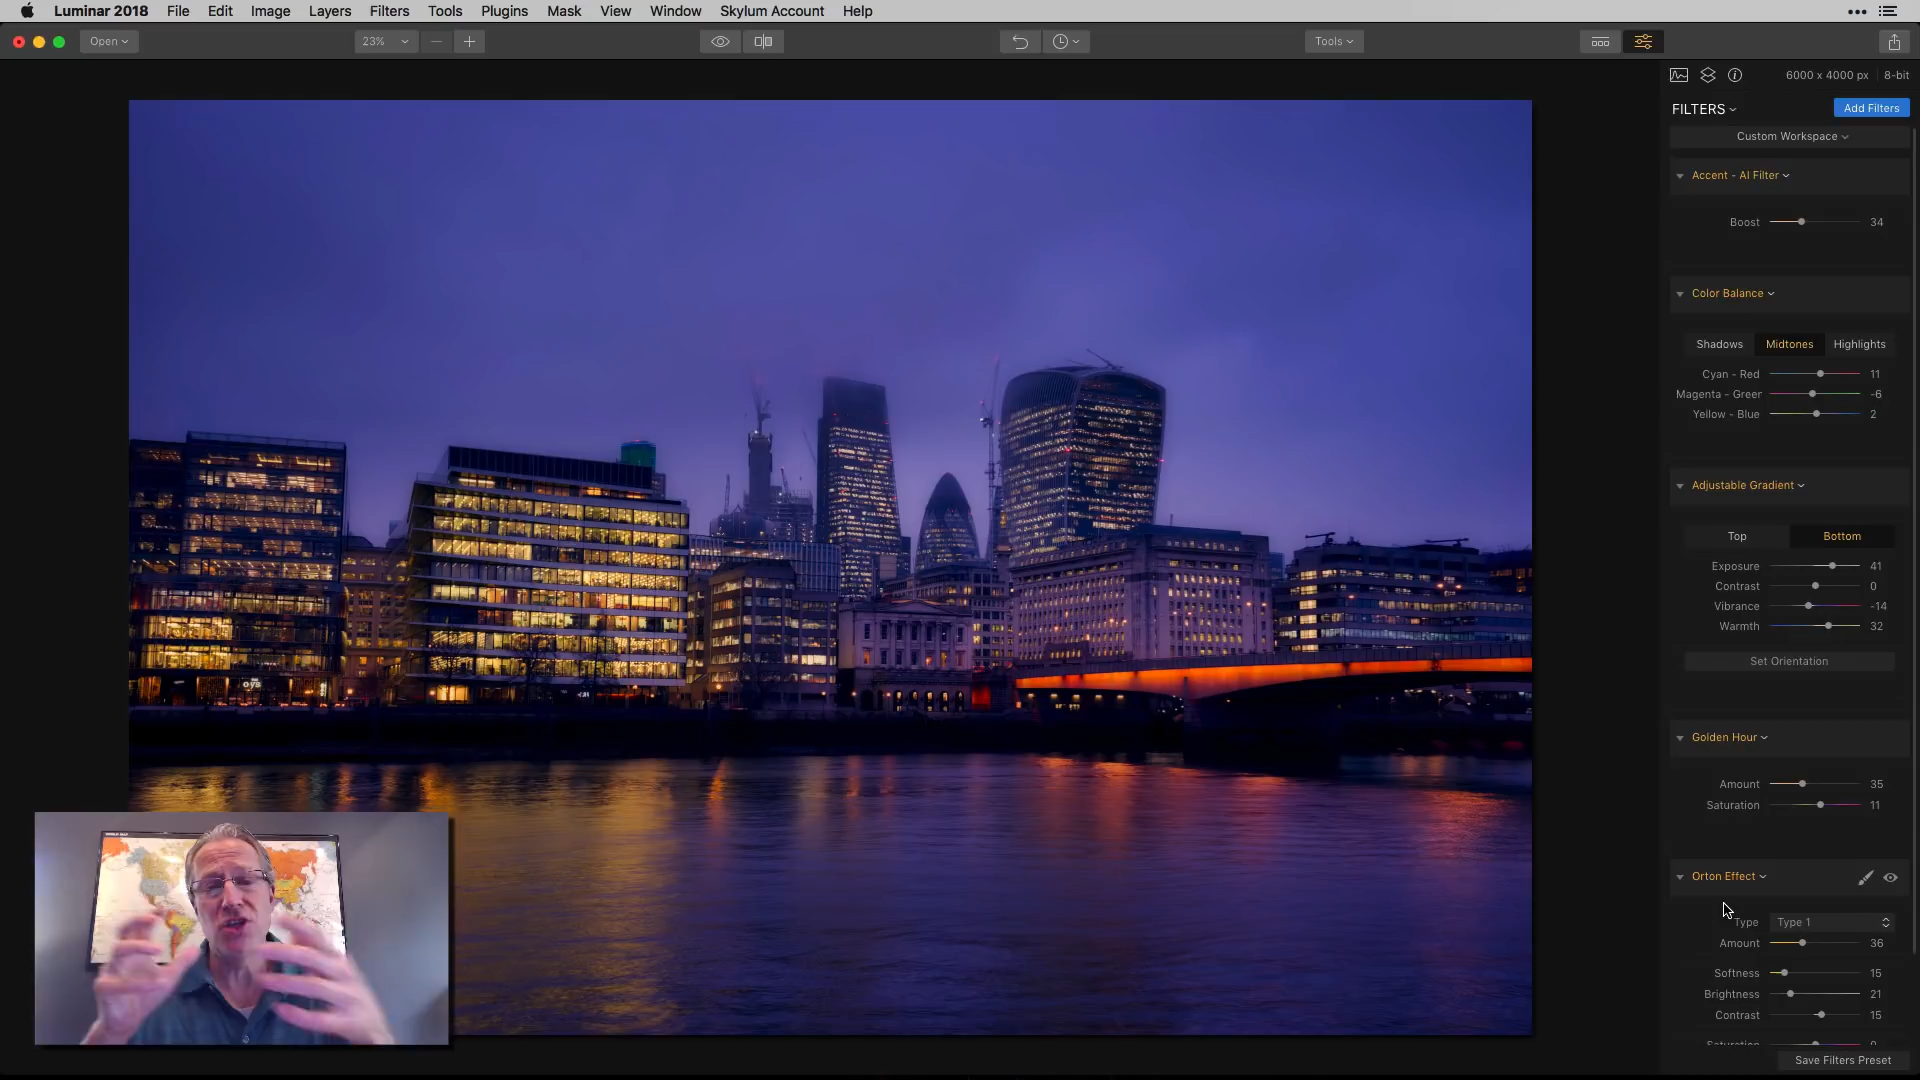 Luminar 2018 File Edit Image Layers Filters Tools Plugins Mask View Window Skylum Account Help
Open 23% Tools
6000 x 4000 px 8-bit
FILTERS Add Filters
Custom Workspace
Accent - AI Filter
Boost 34
Color Balance
Shadows Midtones Highlights
Cyan - Red 11
Magenta - Green -6
Yellow - Blue 2
Adjustable Gradient
Top Bottom
Exposure 41
Contrast 0
Vibrance -14
Warmth 32
Set Orientation
Golden Hour
Amount 35
Saturation 11
Orton Effect
Type Type 1
Amount 36
Softness 15
Brightness 21
Contrast 15
Saturation 0
Save Filters Preset